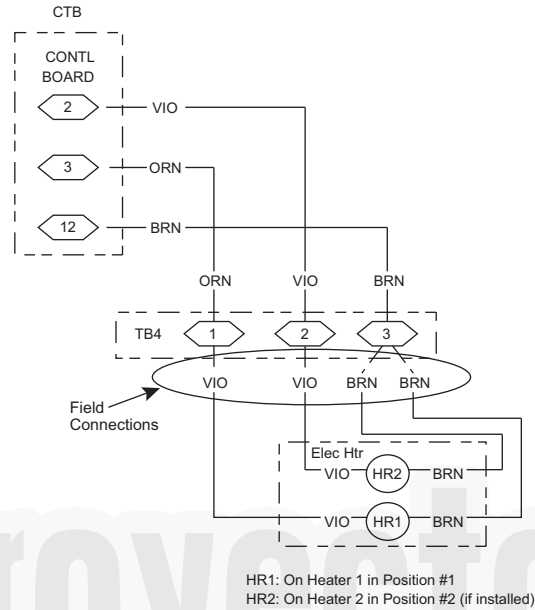 CTB
CONTL
BOARD
2 VIO
3 ORN
12 BRN
ORN VIO BRN
TB4 1 2 3
VIO VIO BRN BRN
Field
Connections
Elec Htr
VIO HR2 BRN
VIO HR1 BRN
HR1: On Heater 1 in Position #1
HR2: On Heater 2 in Position #2 (if installed)